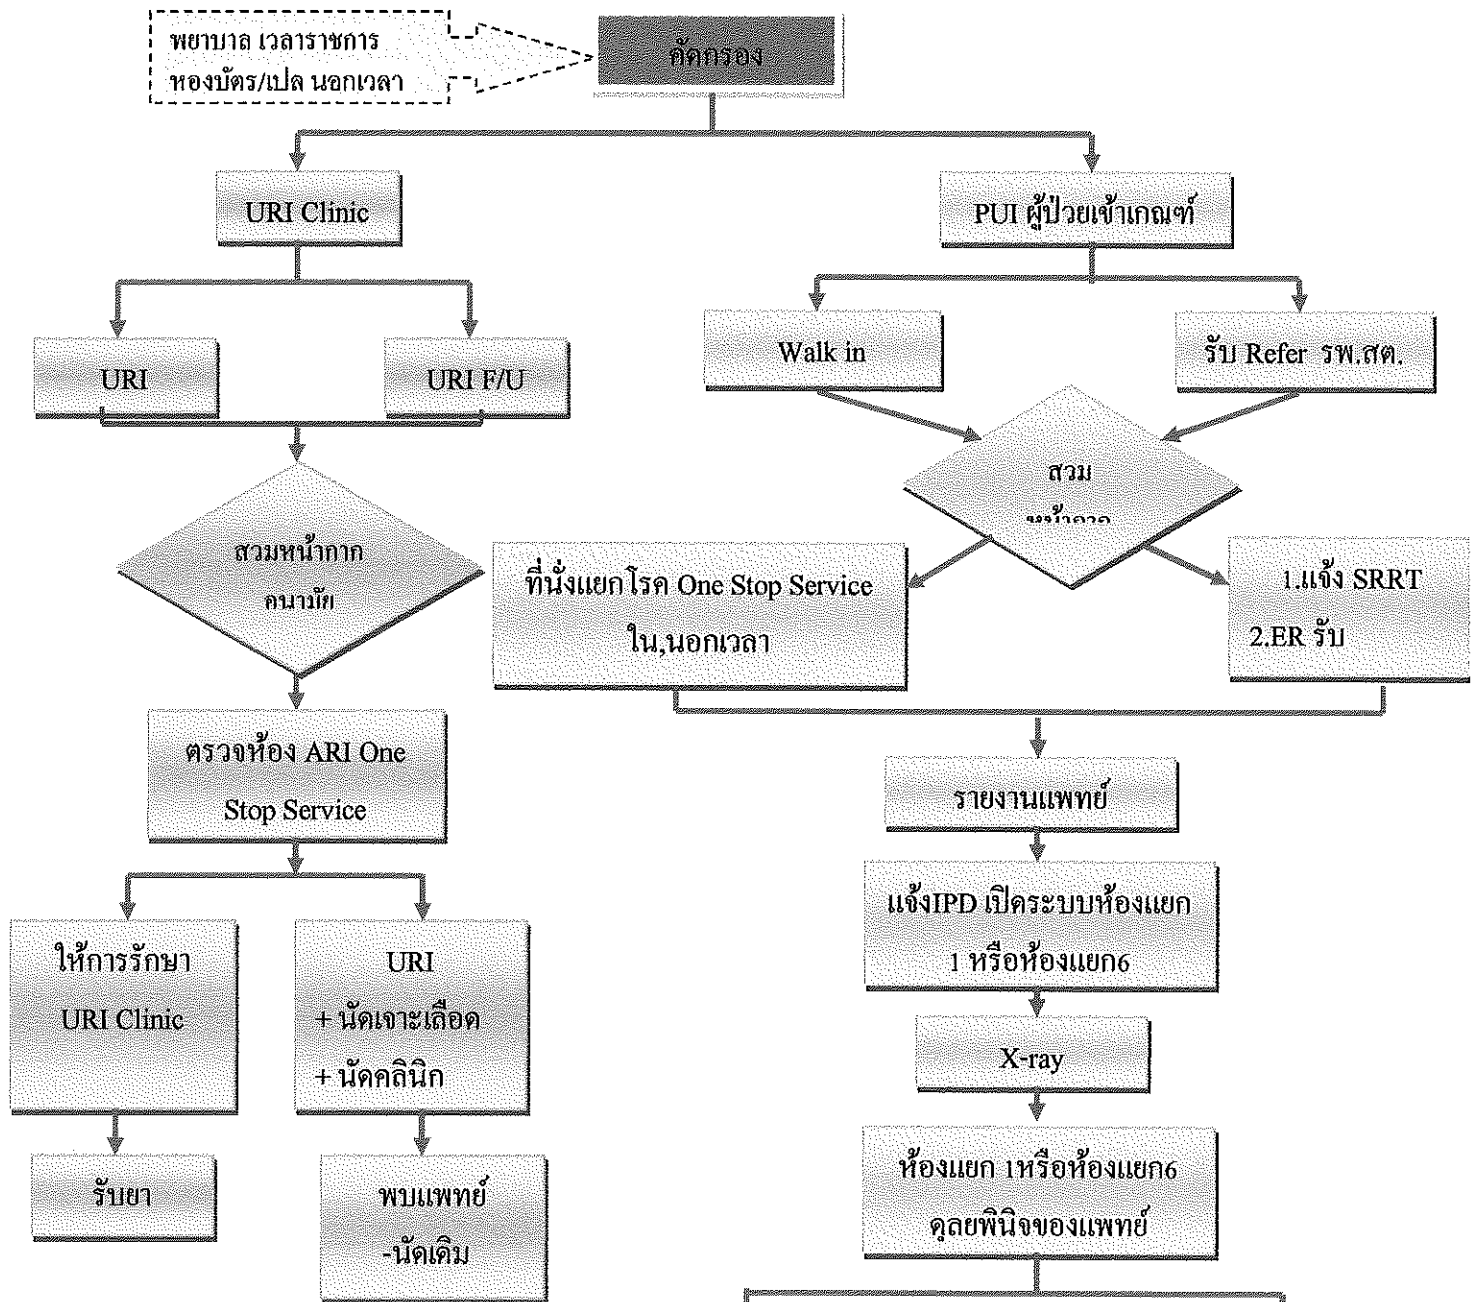 พยาบาล เวลาราชการ
ห้องบัตร/เปล นอกเวลา
คัดกรอง
URI Clinic
PUI ผู้ป่วยเข้าเกณฑ์
URI
URI F/U
Walk in
รับ Refer รพ.สต.
สวมหน้ากาก
อนามัย
สวม
หน้ากาก
ที่นั่งแยกโรค One Stop Service
ใน,นอกเวลา
1.แจ้ง SRRT
2.ER รับ
ตรวจห้อง ARI One
Stop Service
รายงานแพทย์
แจ้งIPD เปิดระบบห้องแยก
1 หรือห้องแยก6
ให้การรักษา
URI Clinic
URI
+ นัดเจาะเลือด
+ นัดคลินิก
X-ray
รับยา
พบแพทย์
-นัดเดิม
ห้องแยก 1หรือห้องแยก6
ดุลยพินิจของแพทย์